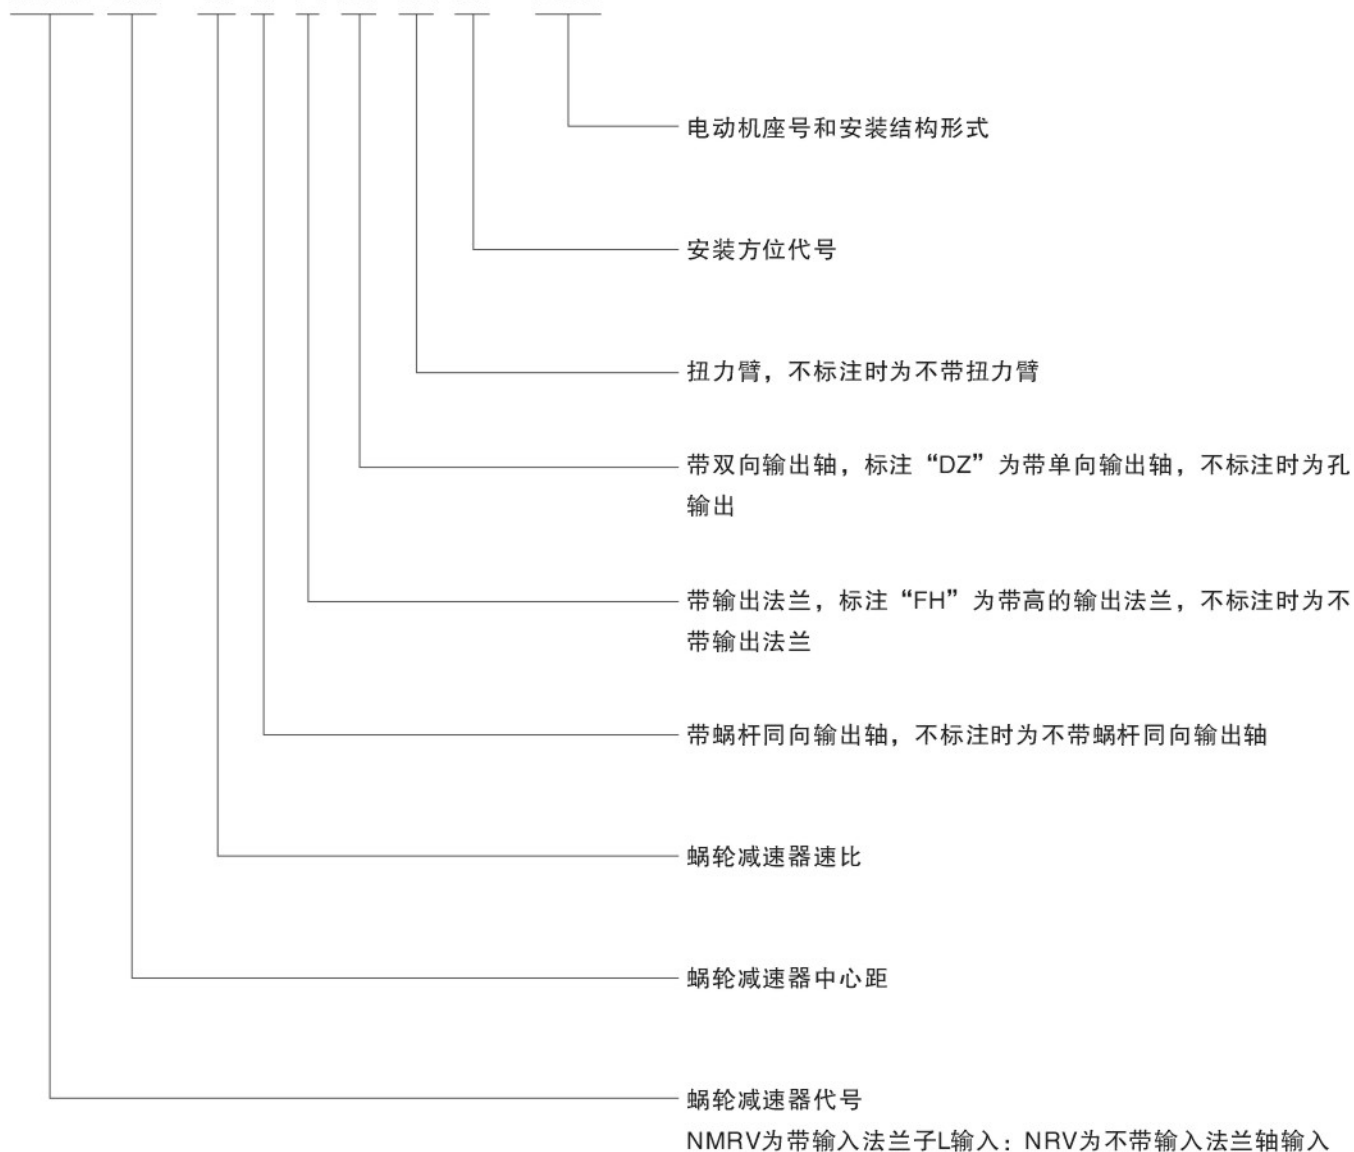 电动机座号和安装结构形式
安装方位代号
扭力臂，不标注时为不带扭力臂
带双向输出轴，标注“DZ”为带单向输出轴，不标注时为孔
输出
带输出法兰，标注“FH”为带高的输出法兰，不标注时为不
带输出法兰
带蜗杆同向输出轴，不标注时为不带蜗杆同向输出轴
蜗轮减速器速比
蜗轮减速器中心距
蜗轮减速器代号
NMRV为带输入法兰子L输入：NRV为不带输入法兰轴输入